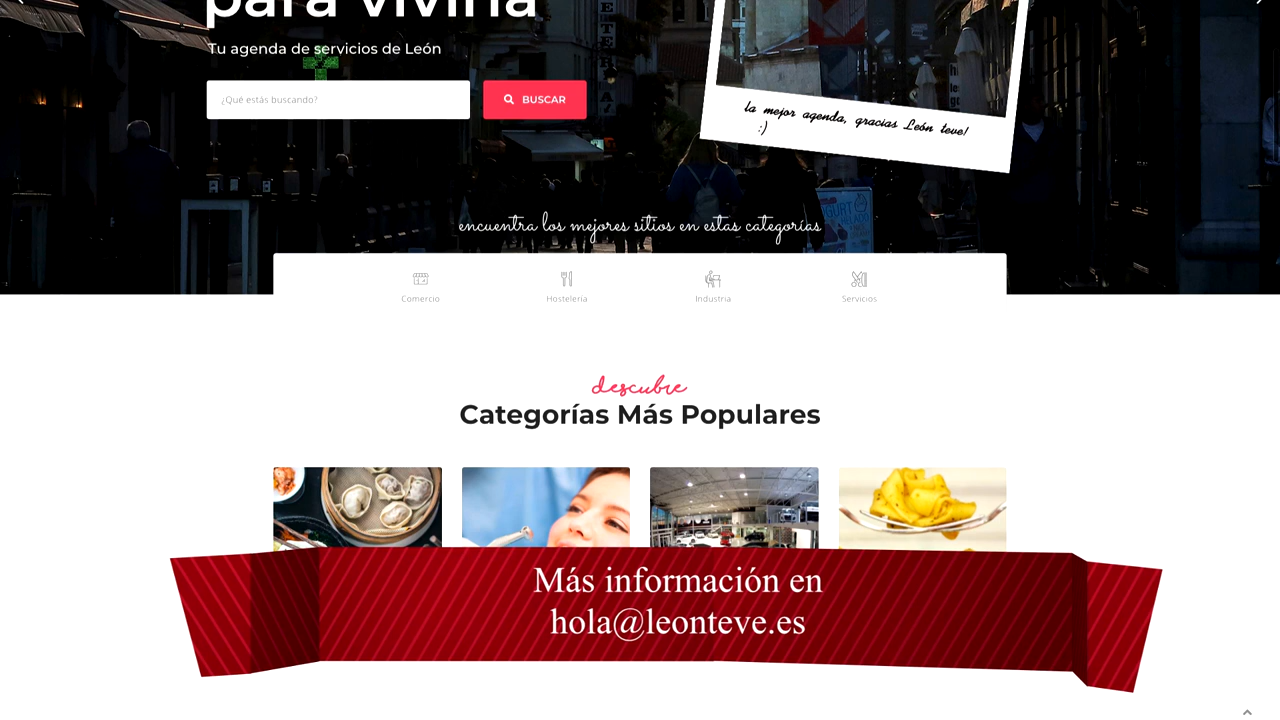 para vivirla
Tu agenda de servicios de León
¿Qué estás buscando?
BUSCAR
la mejor agenda, gracias León teve!
:)
encuentra los mejores sitios en estas categorías
Comercio
Hosteleria
Industria
Servicios
descubre
Categorías Más Populares
Más información en
hola@leonteve.es